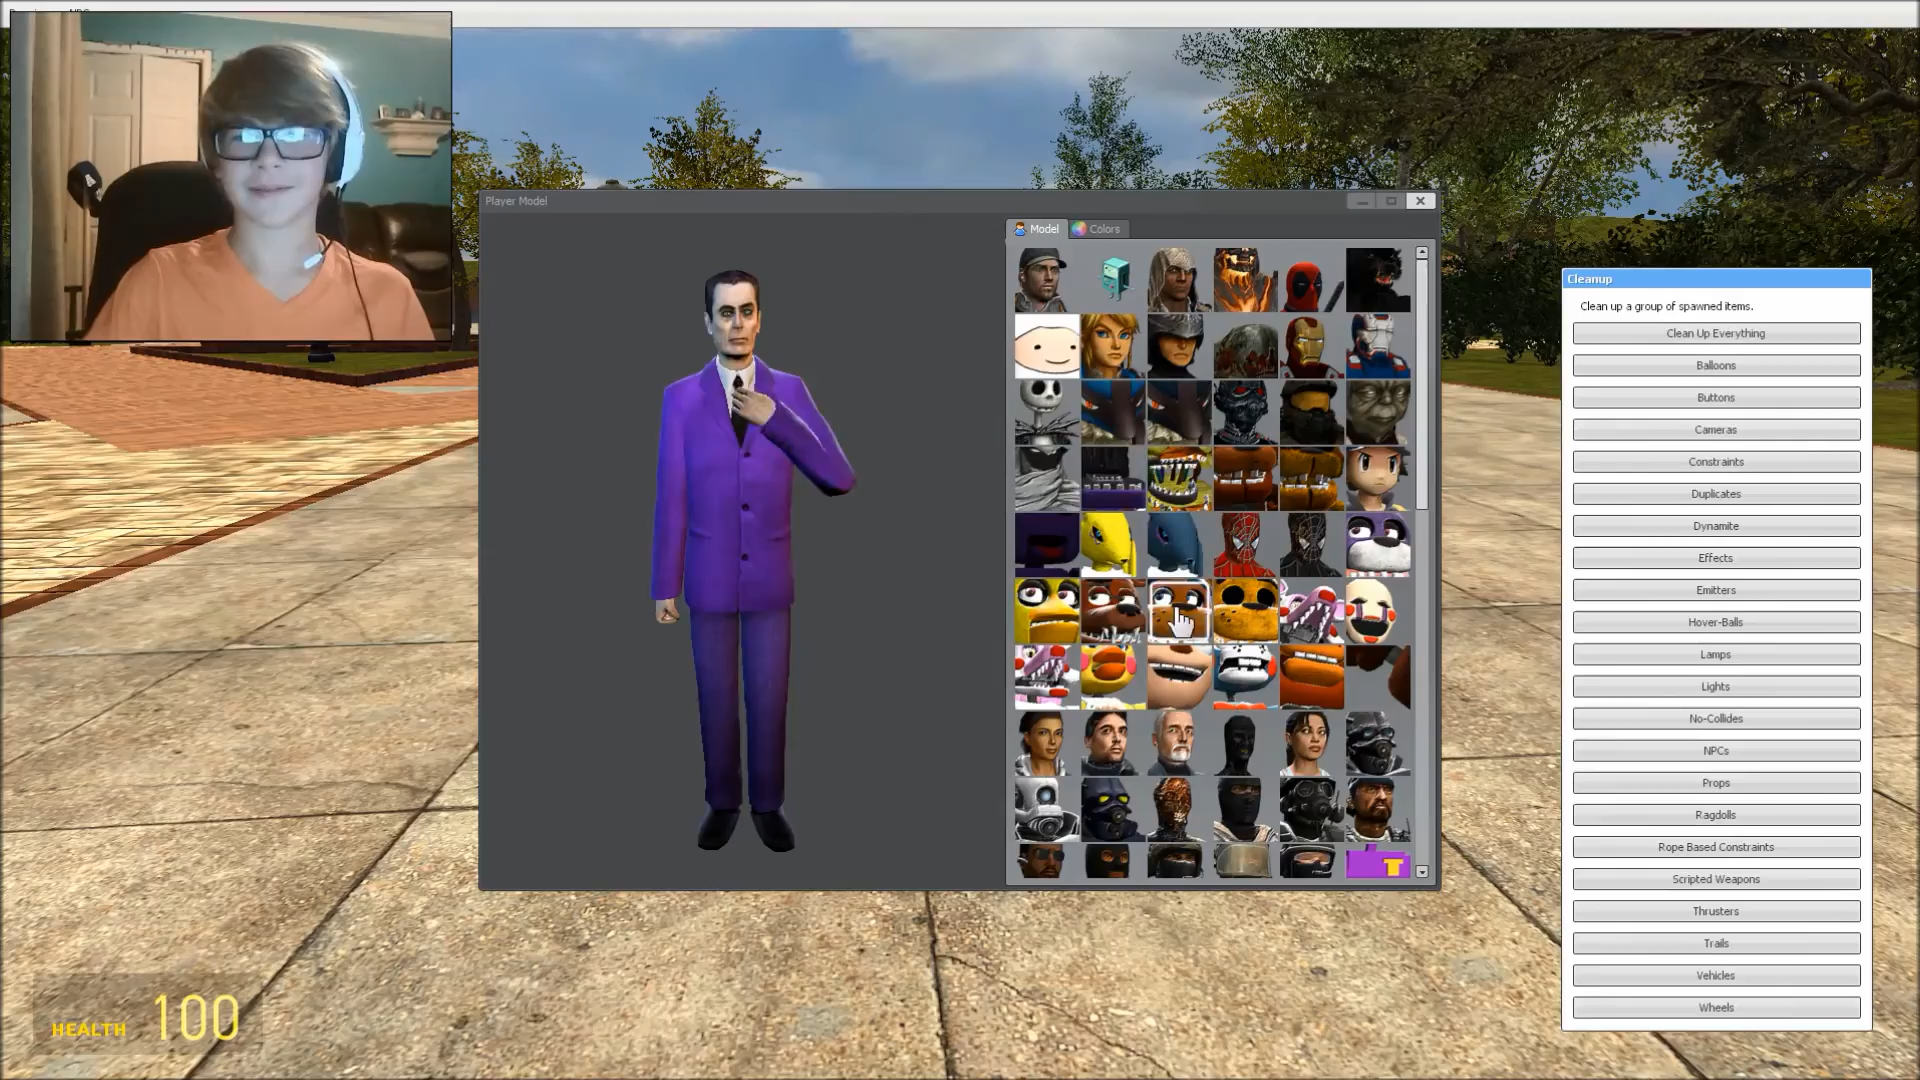 Player Model
Model
Colors
T
Cleanup
Clean up a group of spawned items.
Clean Up Everything
Balloons
Buttons
Cameras
Constraints
Duplicates
Dynamite
Effects
Emitters
Hover-Balls
Lamps
Lights
No-Collides
NPCs
Props
Ragdolls
Rope Based Constraints
Scripted Weapons
Thrusters
Trails
Vehicles
Wheels
HEALTH 100